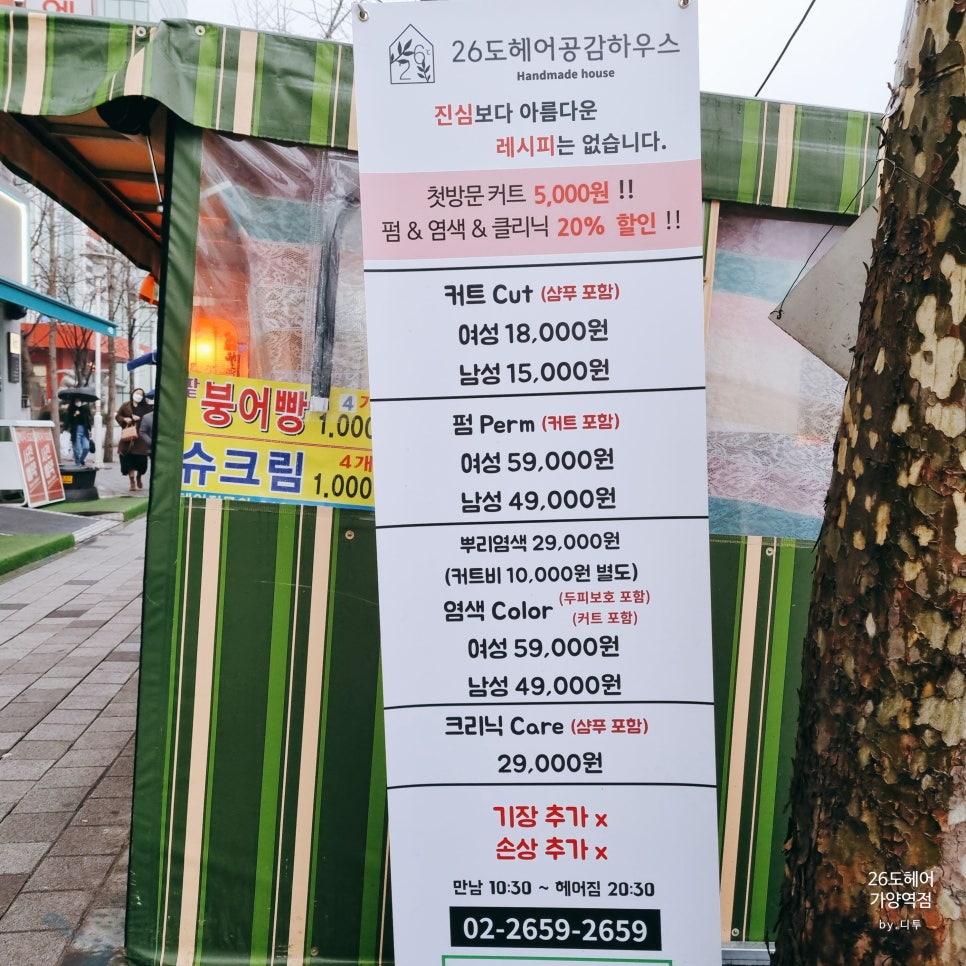 26도헤어공감하우스
Handmade house
진심보다 아름다운
레시피는 없습니다.
첫방문 커트 5,000원 !!
펌 & 염색 & 클리닉 20% 할인 !!
커트 Cut (샴푸 포함)
여성 18,000원
남성 15,000원
펌 Perm (커트 포함)
여성 59,000원
남성 49,000원
뿌리염색 29,000원
(커트비 10,000원 별도)
염색 Color (두피보호 포함)
(커트 포함)
여성 59,000원
남성 49,000원
크리닉 Care (샴푸 포함)
29,000원
기장 추가 x
손상 추가 x
만남 10:30 ~ 헤어짐 20:30
02-2659-2659
팥 붕어빵 4
1.000
슈크림 4개
1.000
26도헤어
가양역점
by.디투